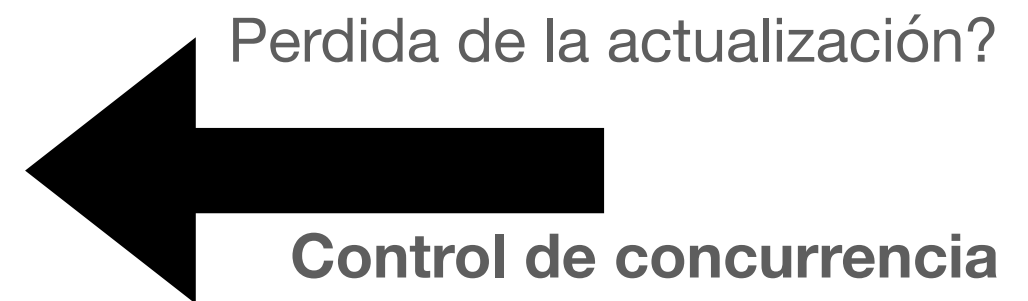 Perdida de la actualización?
Control de concurrencia